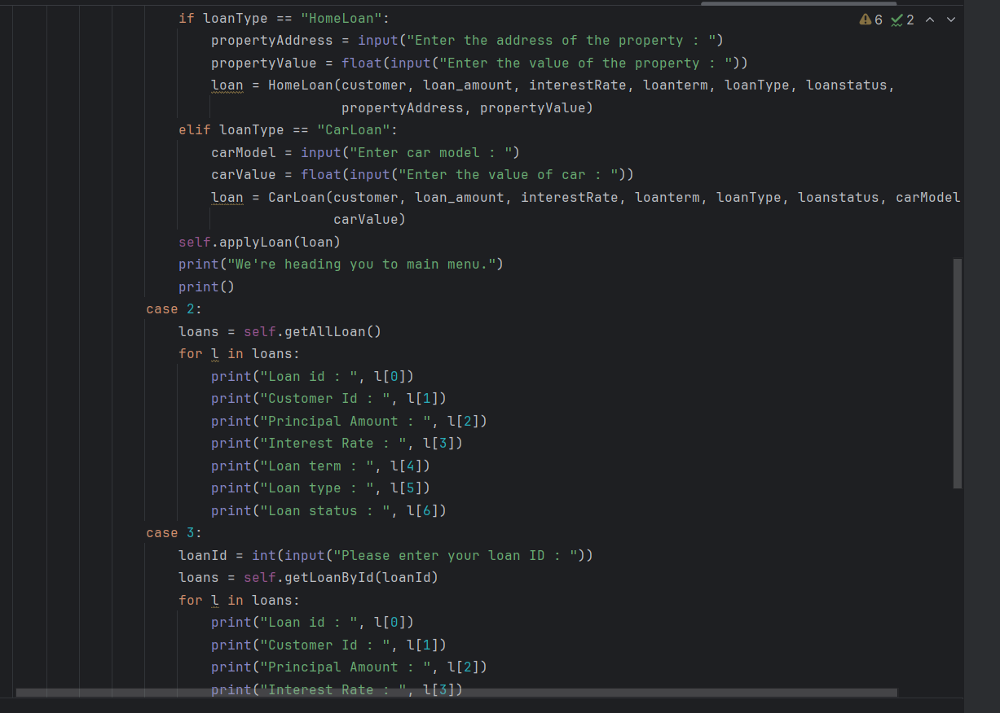 if loanType == "HomeLoan":
6 2
propertyAddress = input("Enter the address of the property : ")
propertyValue = float(input("Enter the value of the property : "))
loan = HomeLoan(customer, loan_amount, interestRate, loanterm, loanType, loanstatus,
propertyAddress, propertyValue)
elif loanType == "CarLoan":
carModel = input("Enter car model : ")
carValue = float(input("Enter the value of car : "))
loan = CarLoan(customer, loan_amount, interestRate, loanterm, loanType, loanstatus, carModel
carValue)
self.applyLoan(loan)
print("We're heading you to main menu.")
print()
case 2:
loans = self.getAllLoan()
for l in loans:
print("Loan id : ", l[0])
print("Customer Id : ", l[1])
print("Principal Amount : ", l[2])
print("Interest Rate : ", l[3])
print("Loan term : ", l[4])
print("Loan type : ", l[5])
print("Loan status : ", l[6])
case 3:
loanId = int(input("Please enter your loan ID : "))
loans = self.getLoanById(loanId)
for l in loans:
print("Loan id : ", l[0])
print("Customer Id : ", l[1])
print("Principal Amount : ", l[2])
print("Interest Rate : ", l[3])